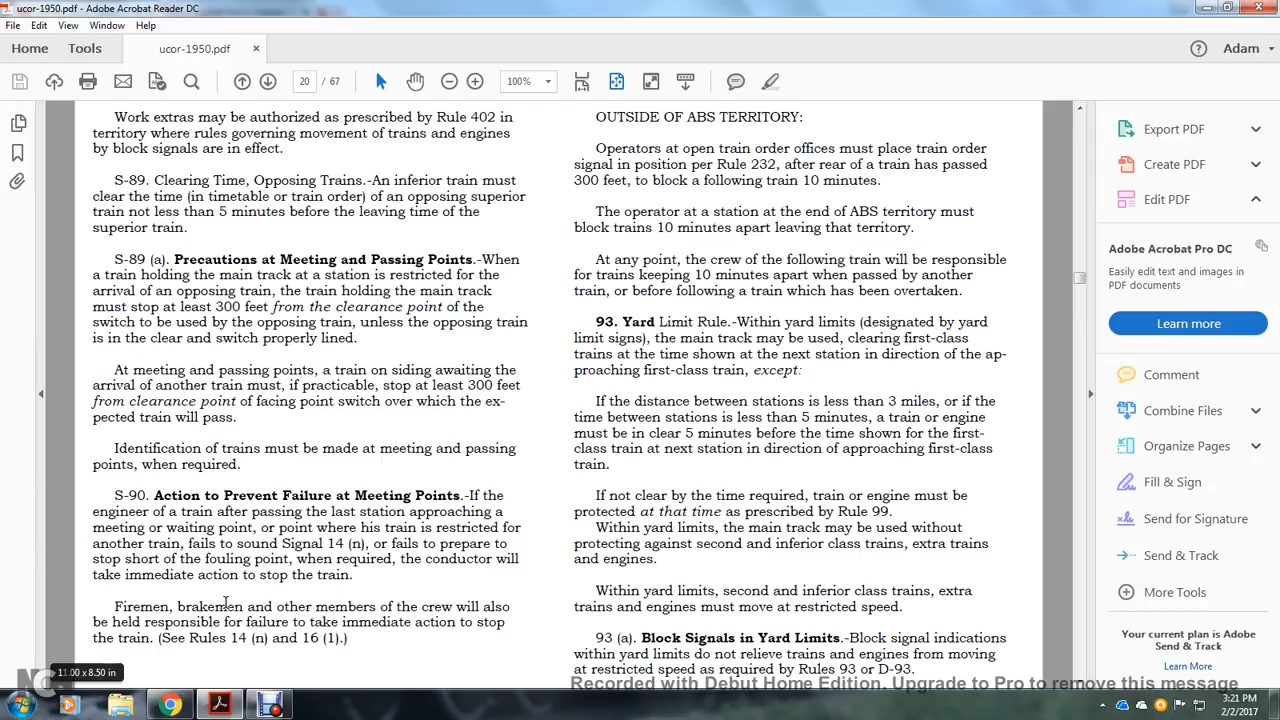 ucor-1950.pdf - Adobe Acrobat Reader DC
File Edit View Window Help
Home Tools ucor-1950.pdf × Adam
20 / 67 100%
Work extras may be authorized as prescribed by Rule 402 in
territory where rules governing movement of trains and engines
by block signals are in effect.
S-89. Clearing Time, Opposing Trains.-An inferior train must
clear the time (in timetable or train order) of an opposing superior
train not less than 5 minutes before the leaving time of the
superior train.
S-89 (a). Precautions at Meeting and Passing Points.-When
a train holding the main track at a station is restricted for the
arrival of an opposing train, the train holding the main track
must stop at least 300 feet from the clearance point of the
switch to be used by the opposing train, unless the opposing train
is in the clear and switch properly lined.
At meeting and passing points, a train on siding awaiting the
arrival of another train must, if practicable, stop at least 300 feet
from clearance point of facing point switch over which the ex-
pected train will pass.
Identification of trains must be made at meeting and passing
points, when required.
S-90. Action to Prevent Failure at Meeting Points.-If the
engineer of a train after passing the last station approaching a
meeting or waiting point, or point where his train is restricted for
another train, fails to sound Signal 14 (n), or fails to prepare to
stop short of the fouling point, when required, the conductor will
take immediate action to stop the train.
Firemen, brakemen and other members of the crew will also
be held responsible for failure to take immediate action to stop
the train. (See Rules 14 (n) and 16 (1).)
11.00 x 8.50 in
OUTSIDE OF ABS TERRITORY:
Operators at open train order offices must place train order
signal in position per Rule 232, after rear of a train has passed
300 feet, to block a following train 10 minutes.
The operator at a station at the end of ABS territory must
block trains 10 minutes apart leaving that territory.
At any point, the crew of the following train will be responsible
for trains keeping 10 minutes apart when passed by another
train, or before following a train which has been overtaken.
93. Yard Limit Rule.-Within yard limits (designated by yard
limit signs), the main track may be used, clearing first-class
trains at the time shown at the next station in direction of the ap-
proaching first-class train, except:
If the distance between stations is less than 3 miles, or if the
time between stations is less than 5 minutes, a train or engine
must be in clear 5 minutes before the time shown for the first-
class train at next station in direction of approaching first-class
train.
If not clear by the time required, train or engine must be
protected at that time as prescribed by Rule 99.
Within yard limits, the main track may be used without
protecting against second and inferior class trains, extra trains
and engines.
Within yard limits, second and inferior class trains, extra
trains and engines must move at restricted speed.
93 (a). Block Signals in Yard Limits.-Block signal indications
within yard limits do not relieve trains and engines from moving
at restricted speed as required by Rules 93 or D-93.
Export PDF
Create PDF
Edit PDF
Adobe Acrobat Pro DC
Easily edit text and images in
PDF documents
Learn more
Comment
Combine Files
Organize Pages
Fill & Sign
Send for Signature
Send & Track
More Tools
Your current plan is Adobe
Send & Track
Learn More
Recorded with Debut Home Edition. Upgrade to Pro to remove this message
3:21 PM
2/2/2017